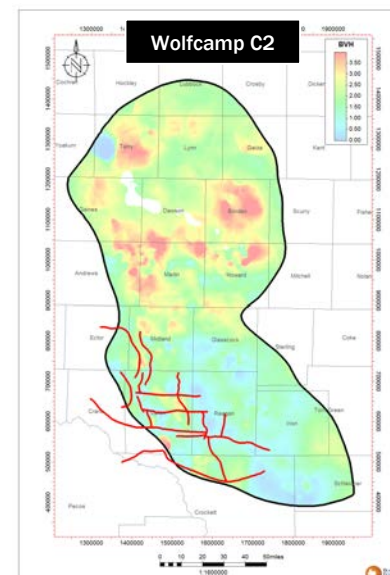 Wolfcamp C2
1300000
1900000
N
BVH
3.50
3.00
2.50
2.00
1.50
1.00
0.50
0.00
Cochran Hockley Lubbock Crosby
Yoakum Terry Lynn Garza Kent
Gaines Dawson Borden Scurry Fisher
Andrews Martin Howard Mitchell Nolan
Ector Midland Glasscock Sterling Coke
Crane Reagan Irion Tom Green
Schleicher
Pecos Crockett
1500000
1400000
1300000
1200000
1100000
1000000
900000
800000
700000
600000
500000
400000
1300000 1400000 1500000 1600000 1700000 1800000 1900000
0 10 20 30 40 50miles
1:1600000